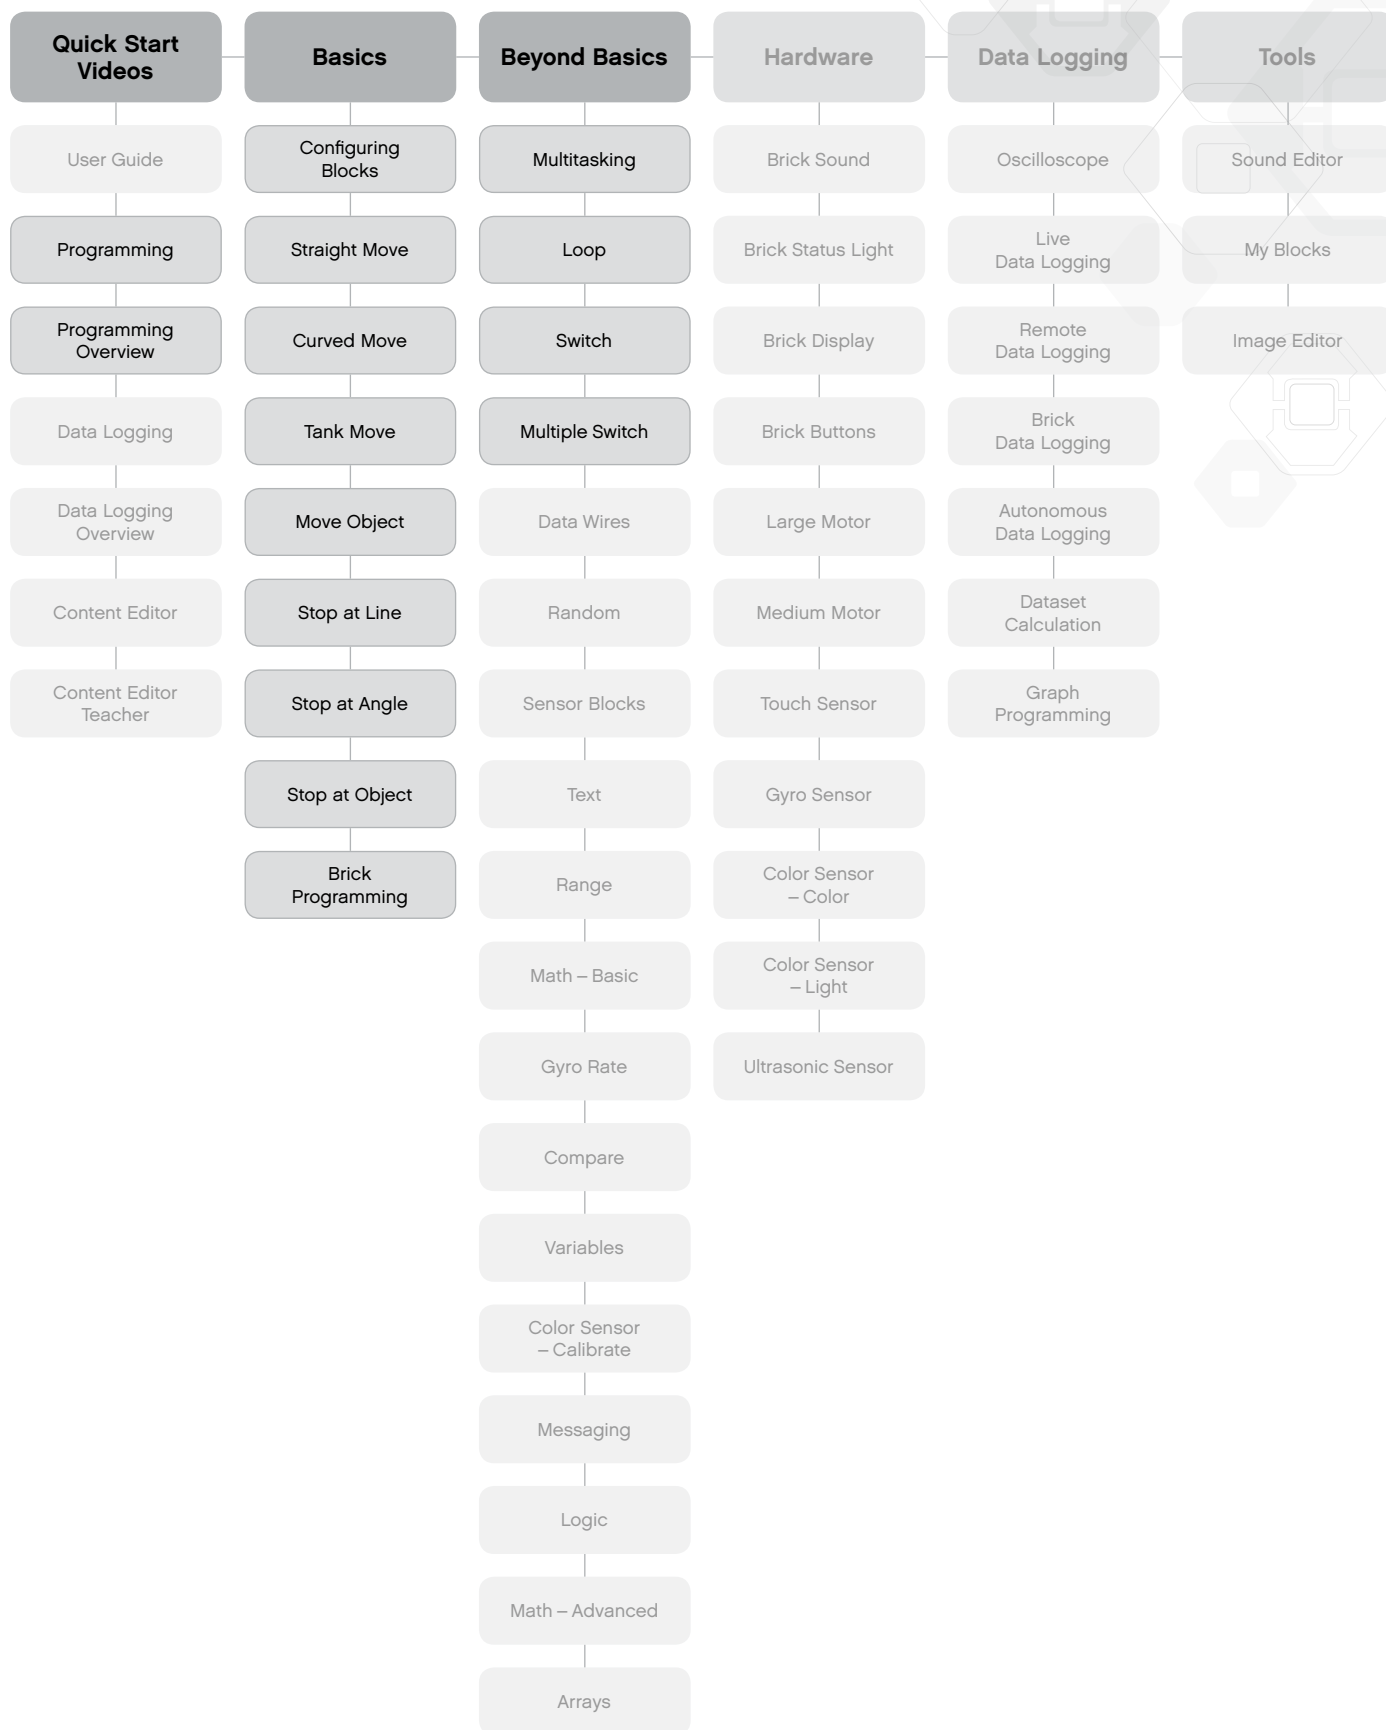 Quick Start
Videos
User Guide
Programming
Programming
Overview
Data Logging
Data Logging
Overview
Content Editor
Content Editor
Teacher
Basics
Configuring
Blocks
Straight Move
Curved Move
Tank Move
Move Object
Stop at Line
Stop at Angle
Stop at Object
Brick
Programming
Beyond Basics
Multitasking
Loop
Switch
Multiple Switch
Data Wires
Random
Sensor Blocks
Text
Range
Math – Basic
Gyro Rate
Compare
Variables
Color Sensor
– Calibrate
Messaging
Logic
Math – Advanced
Arrays
Hardware
Brick Sound
Brick Status Light
Brick Display
Brick Buttons
Large Motor
Medium Motor
Touch Sensor
Gyro Sensor
Color Sensor
– Color
Color Sensor
– Light
Ultrasonic Sensor
Data Logging
Oscilloscope
Live
Data Logging
Remote
Data Logging
Brick
Data Logging
Autonomous
Data Logging
Dataset
Calculation
Graph
Programming
Tools
Sound Editor
My Blocks
Image Editor